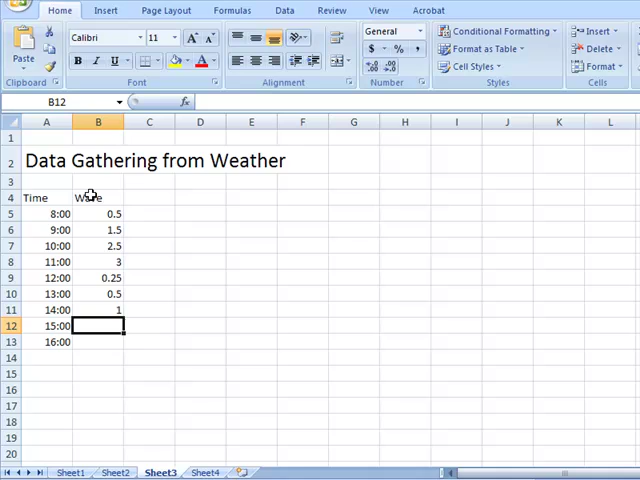 Home Insert Page Layout Formulas Data Review View Acrobat
Calibri 11 A A General Conditional Formatting Insert
Paste B I U A $ % , Format as Table Delete
Cell Styles Format
Clipboard Font Alignment Number Styles Cells
B12 fx
A B C D E F G H I J K L
1
2 Data Gathering from Weather
3
4 Time Wave
5 8:00 0.5
6 9:00 1.5
7 10:00 2.5
8 11:00 3
9 12:00 0.25
10 13:00 0.5
11 14:00 1
12 15:00
13 16:00
14
15
16
17
18
19
20
Sheet1 Sheet2 Sheet3 Sheet4